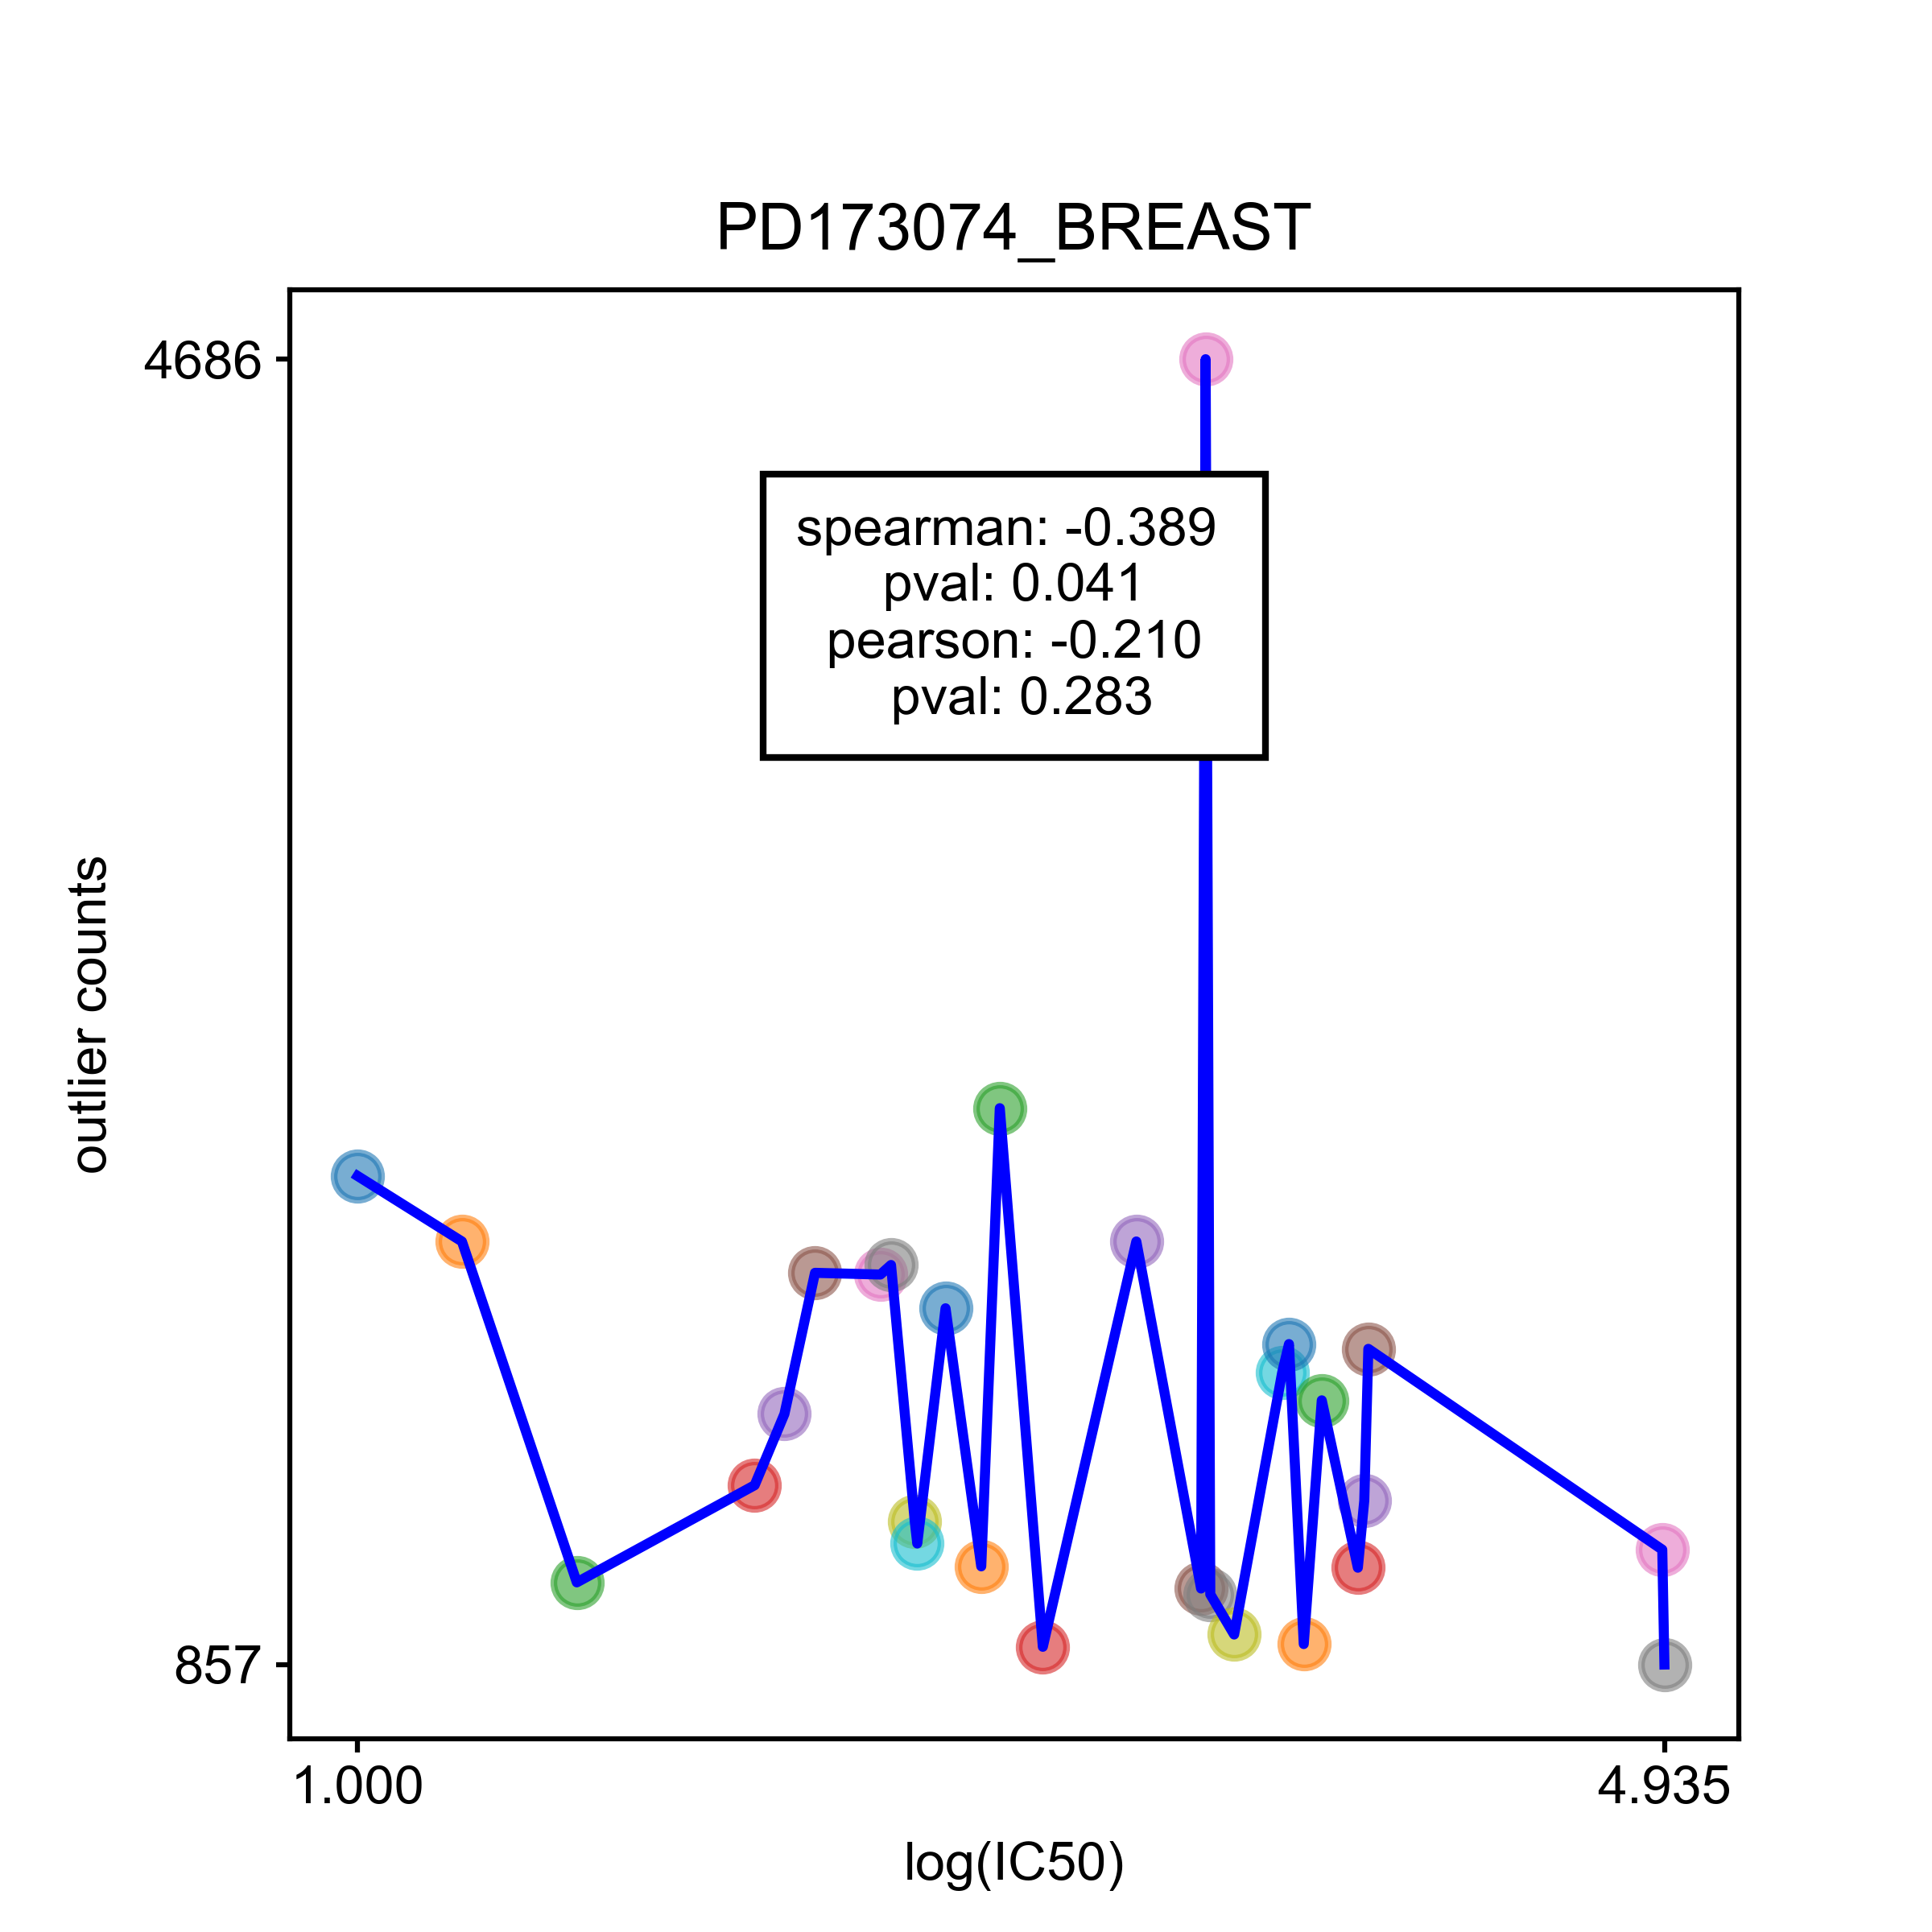 PD173074_BREAST
4686
spearman: -0.389
pval: 0.041
pearson: -0.210
pval: 0.283
outlier counts
857
1.000
4.935
log(IC50)